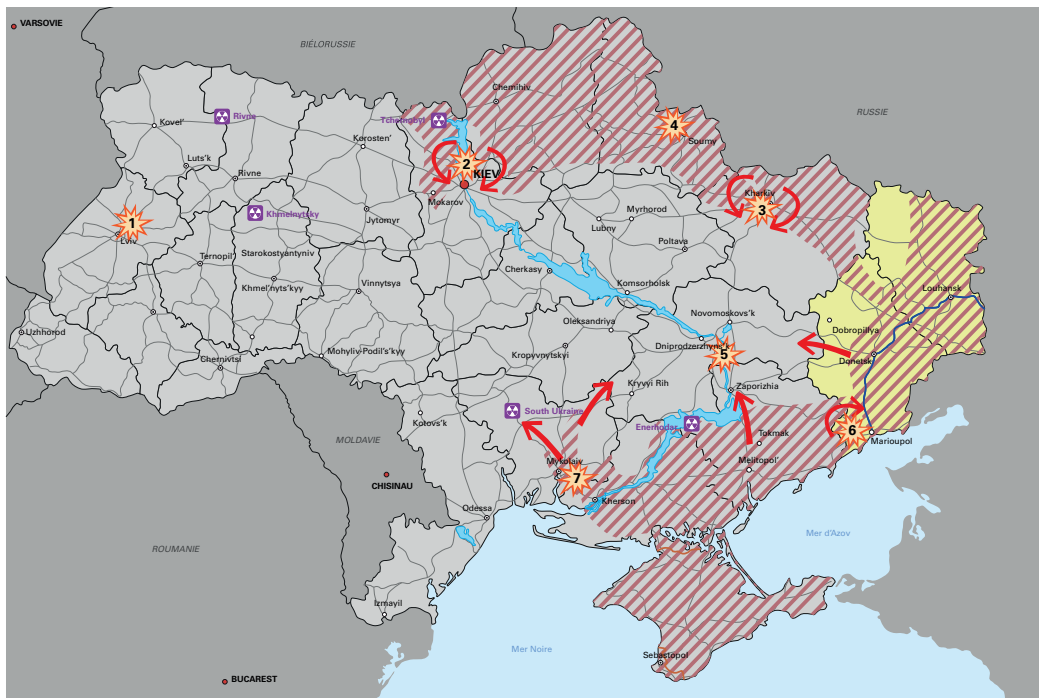 VARSOVIE
BIÉLORUSSIE
RUSSIE
Chernihiv
Kovel'
Rivne
Tchernobyl
4
Soumy
Korosten'
Luts'k
2
KIEV
Rivne
Kharkiv
3
Mokarov
Khmelnytsky
Jytomyr
Myrhorod
1
Lviv
Lubny
Poltava
Ternopil'
Starokostyantyniv
Cherkasy
Khmel'nyts'kyy
Vinnytsya
Komsorholsk
Louhansk
Novomoskovs'k
Oleksandriya
Dobropillya
Uzhhorod
Dniprodzerzhyns'k
5
Mohyliv-Podil's'kyy
Kropyvnytskyi
Chernivtsi
Donetsk
Kryvyi Rih
Zaporizhia
South Ukraine
Kotovs'k
Enerhodar
6
Tokmak
Marioupol
MOLDAVIE
Mykolaiv
Melitopol'
CHISINAU
7
Kherson
Odessa
Mer d'Azov
ROUMANIE
Izmayil
Mer Noire
Sebastopol
BUCAREST